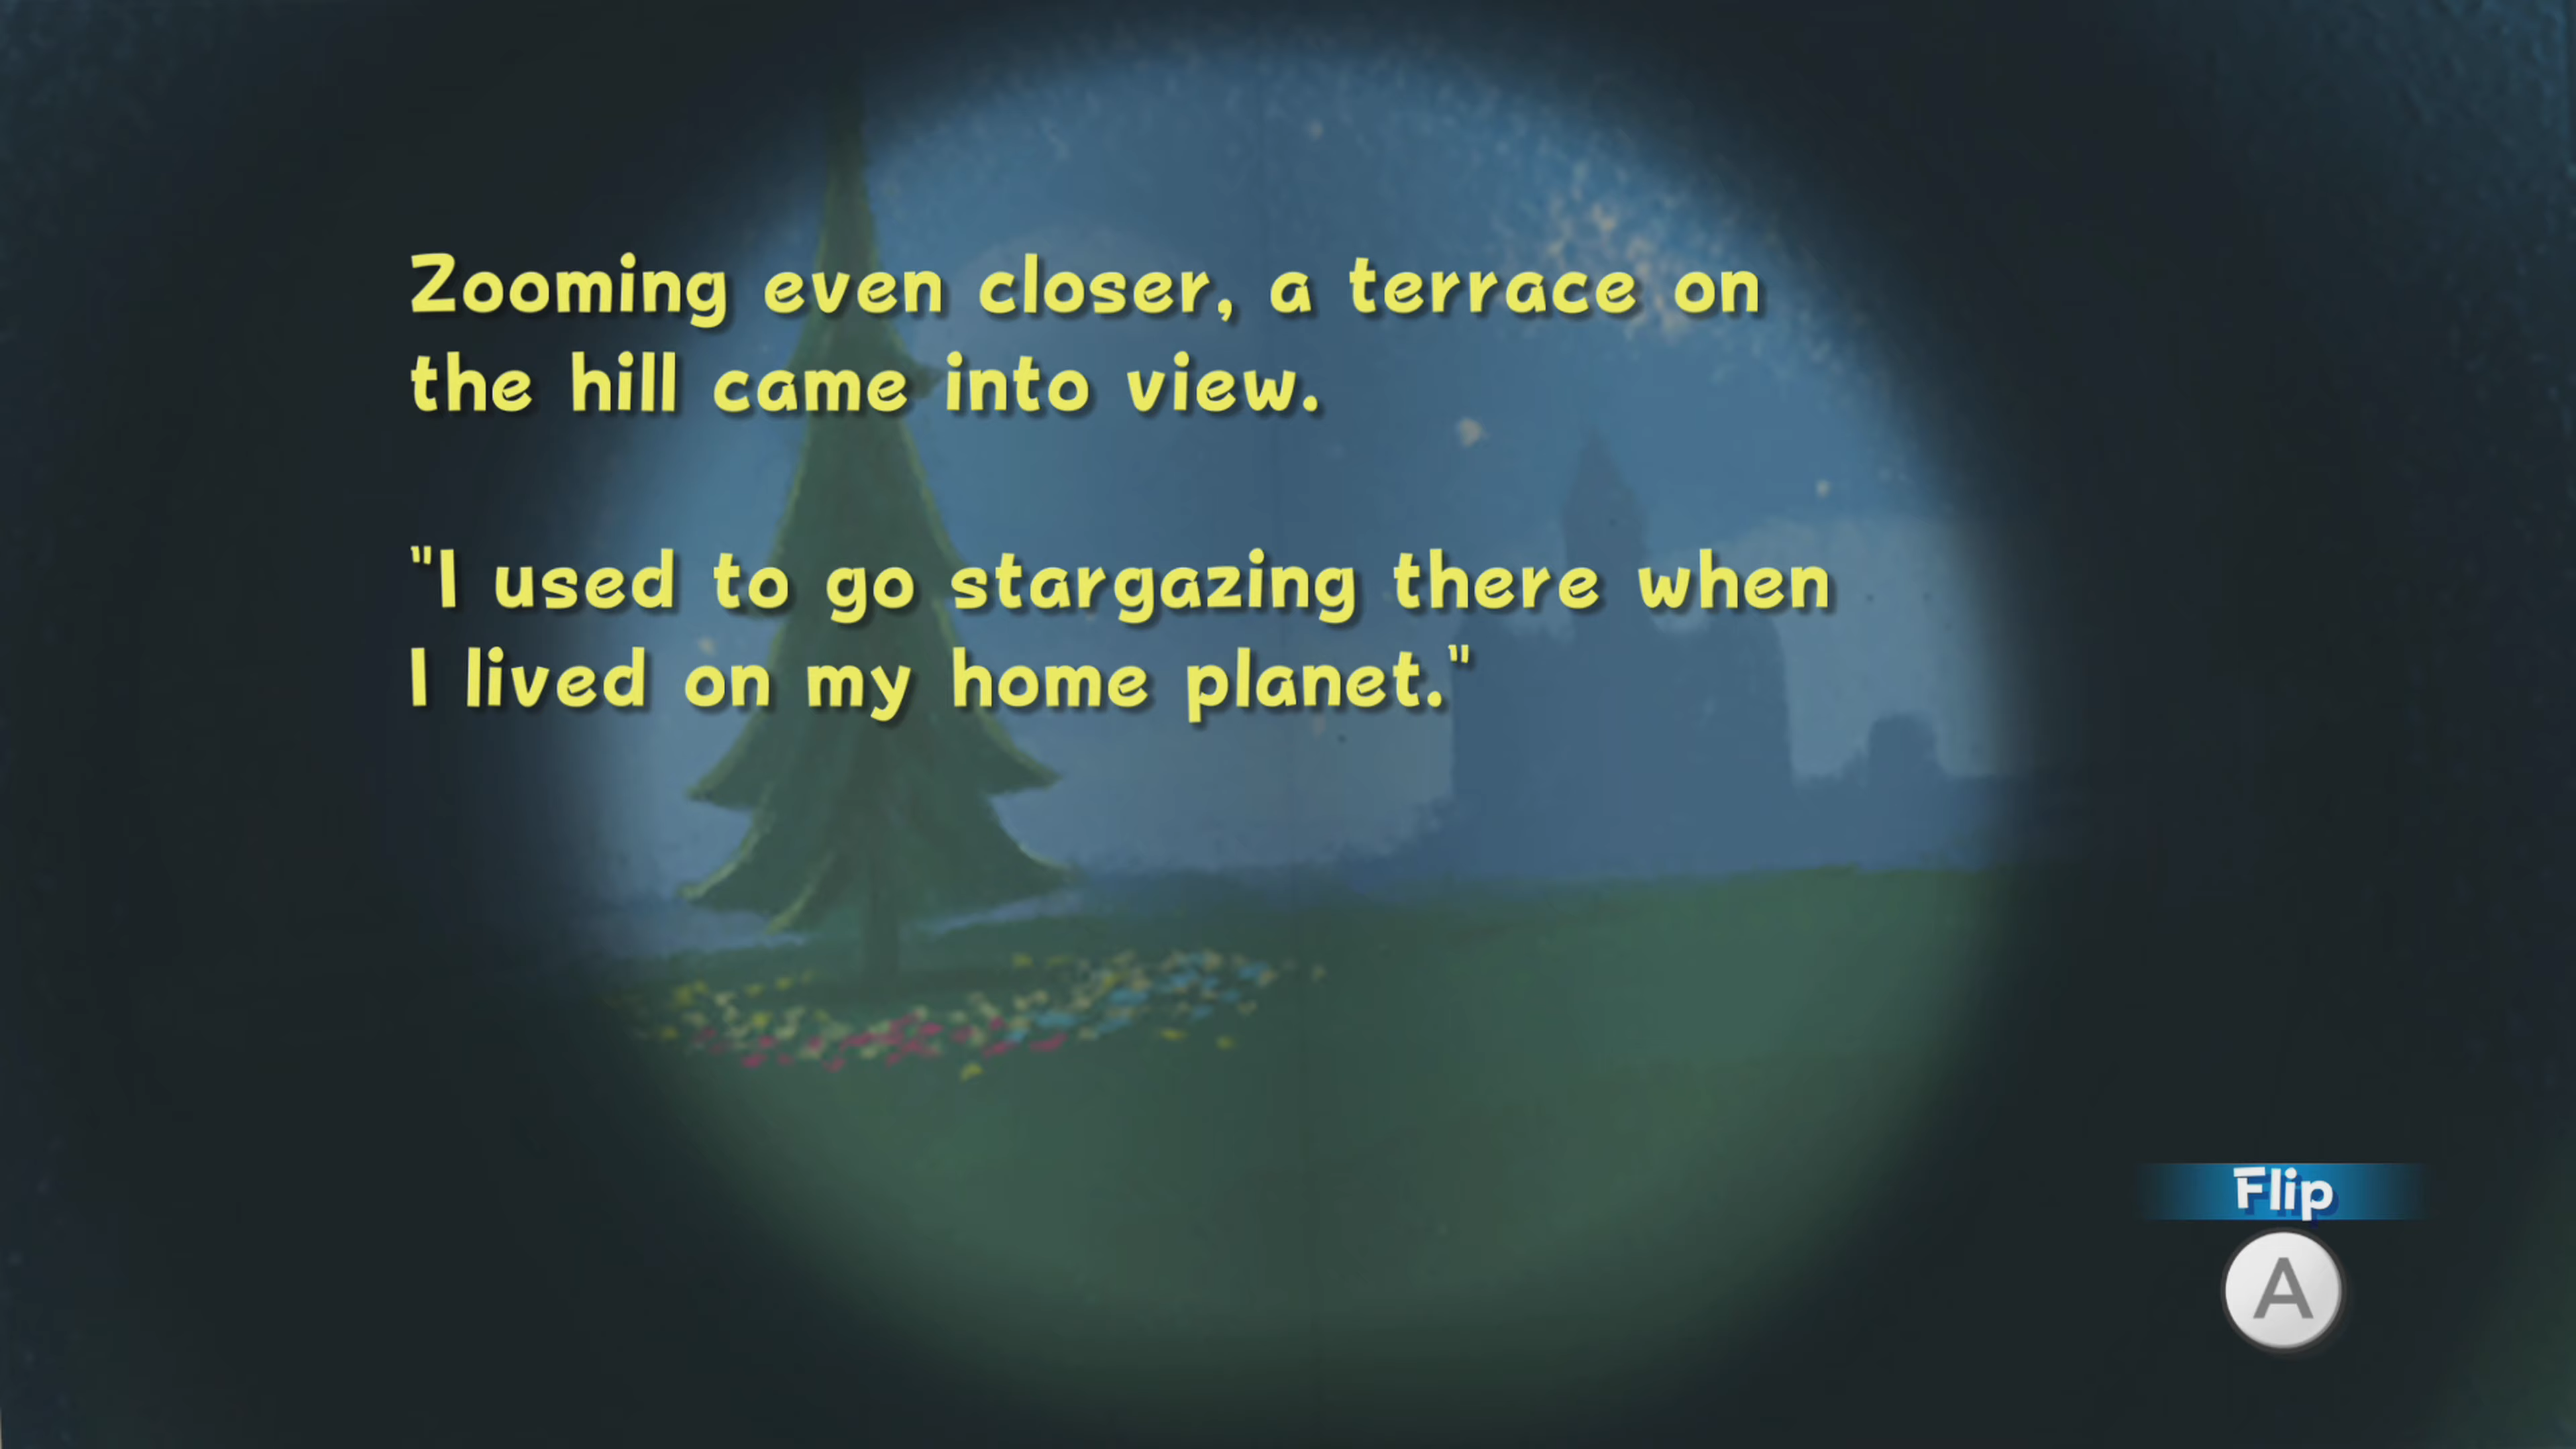 Zooming even closer, a terrace on
the hill came into view.
"I used to go stargazing there when
I lived on my home planet."
Flip
A